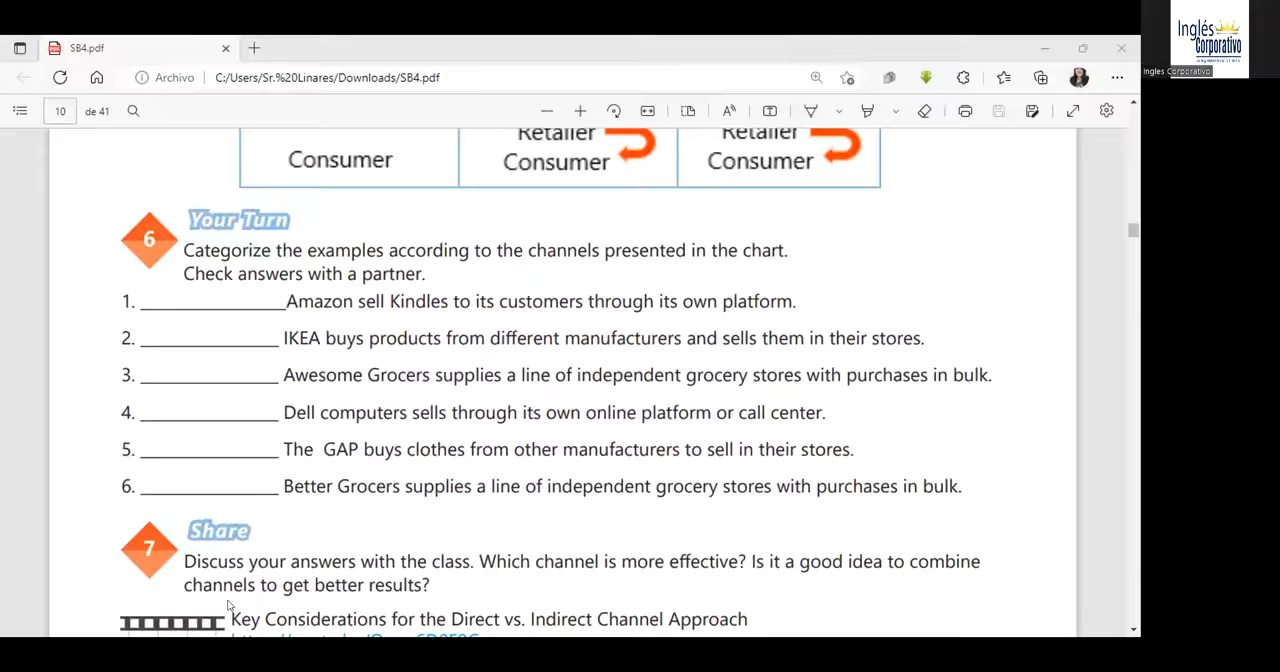 SB4.pdf
Archivo
C:/Users/Sr.%20Linares/Downloads/SB4.pdf
10
de 41
Inglés
Corporativo
Ingles Corporativo
Retailer
Retailer
Consumer
Consumer
Consumer
6
Your Turn
Categorize the examples according to the channels presented in the chart.
Check answers with a partner.
1. _______________Amazon sell Kindles to its customers through its own platform.
2. _______________ IKEA buys products from different manufacturers and sells them in their stores.
3. _______________ Awesome Grocers supplies a line of independent grocery stores with purchases in bulk.
4. _______________ Dell computers sells through its own online platform or call center.
5. _______________ The GAP buys clothes from other manufacturers to sell in their stores.
6. _______________ Better Grocers supplies a line of independent grocery stores with purchases in bulk.
7
Share
Discuss your answers with the class. Which channel is more effective? Is it a good idea to combine
channels to get better results?
Key Considerations for the Direct vs. Indirect Channel Approach